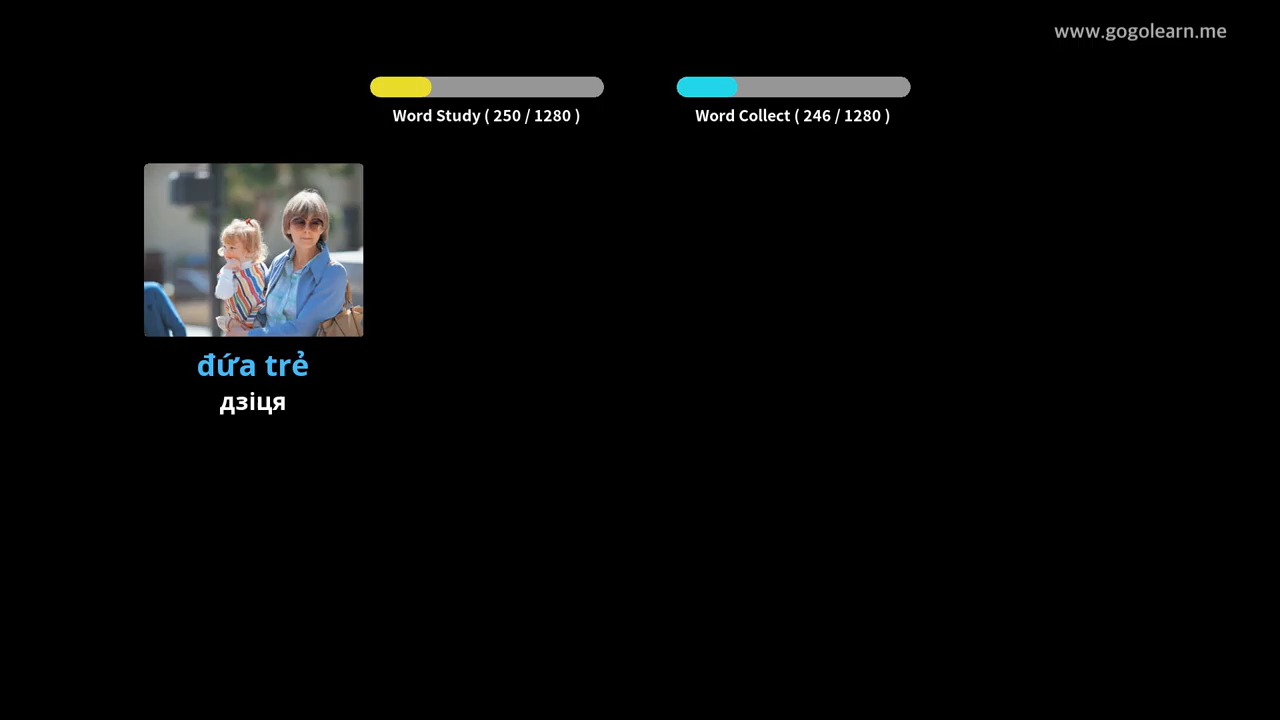 www.gogolearn.me
Word Study ( 250 / 1280 )
Word Collect ( 246 / 1280 )
đứa trẻ
дзіця